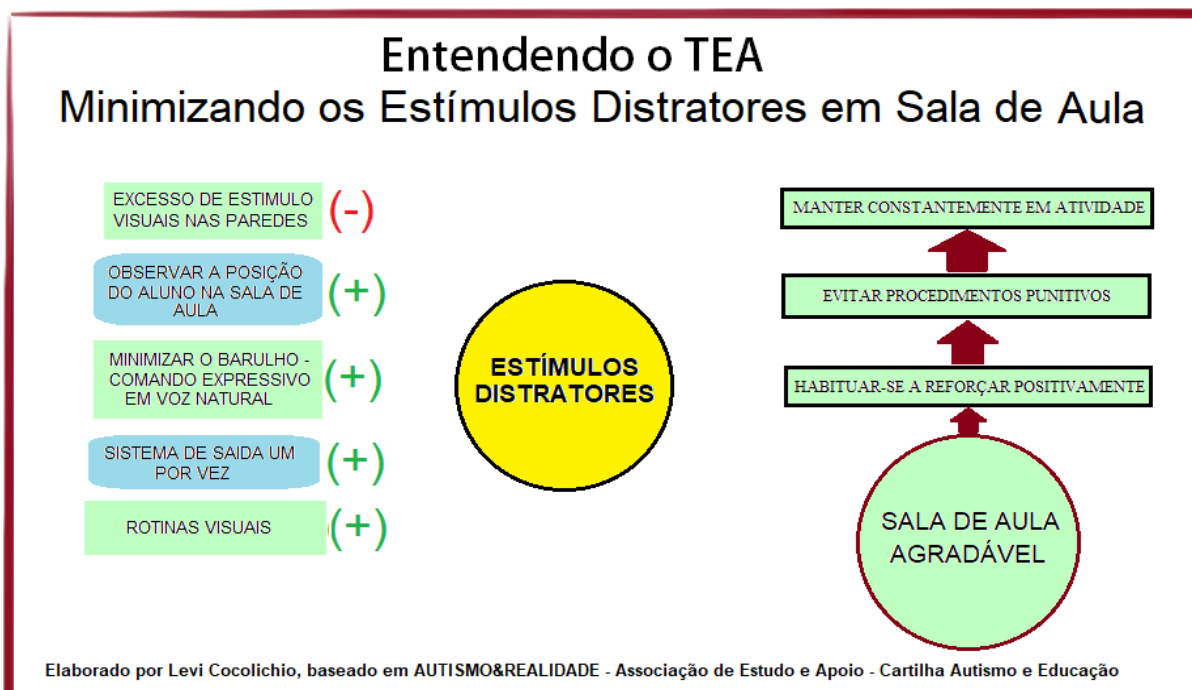 Entendendo o TEA
Minimizando os Estímulos Distratores em Sala de Aula
EXCESSO DE ESTIMULO
VISUAIS NAS PAREDES
(-)
OBSERVAR A POSIÇÃO
DO ALUNO NA SALA DE
AULA
(+)
MINIMIZAR O BARULHO -
COMANDO EXPRESSIVO
EM VOZ NATURAL
(+)
SISTEMA DE SAIDA UM
POR VEZ
(+)
ROTINAS VISUAIS
(+)
ESTÍMULOS
DISTRATORES
MANTER CONSTANTEMENTE EM ATIVIDADE
EVITAR PROCEDIMENTOS PUNITIVOS
HABITUAR-SE A REFORÇAR POSITIVAMENTE
SALA DE AULA
AGRADÁVEL
Elaborado por Levi Cocolichio, baseado em AUTISMO&REALIDADE - Associação de Estudo e Apoio - Cartilha Autismo e Educação